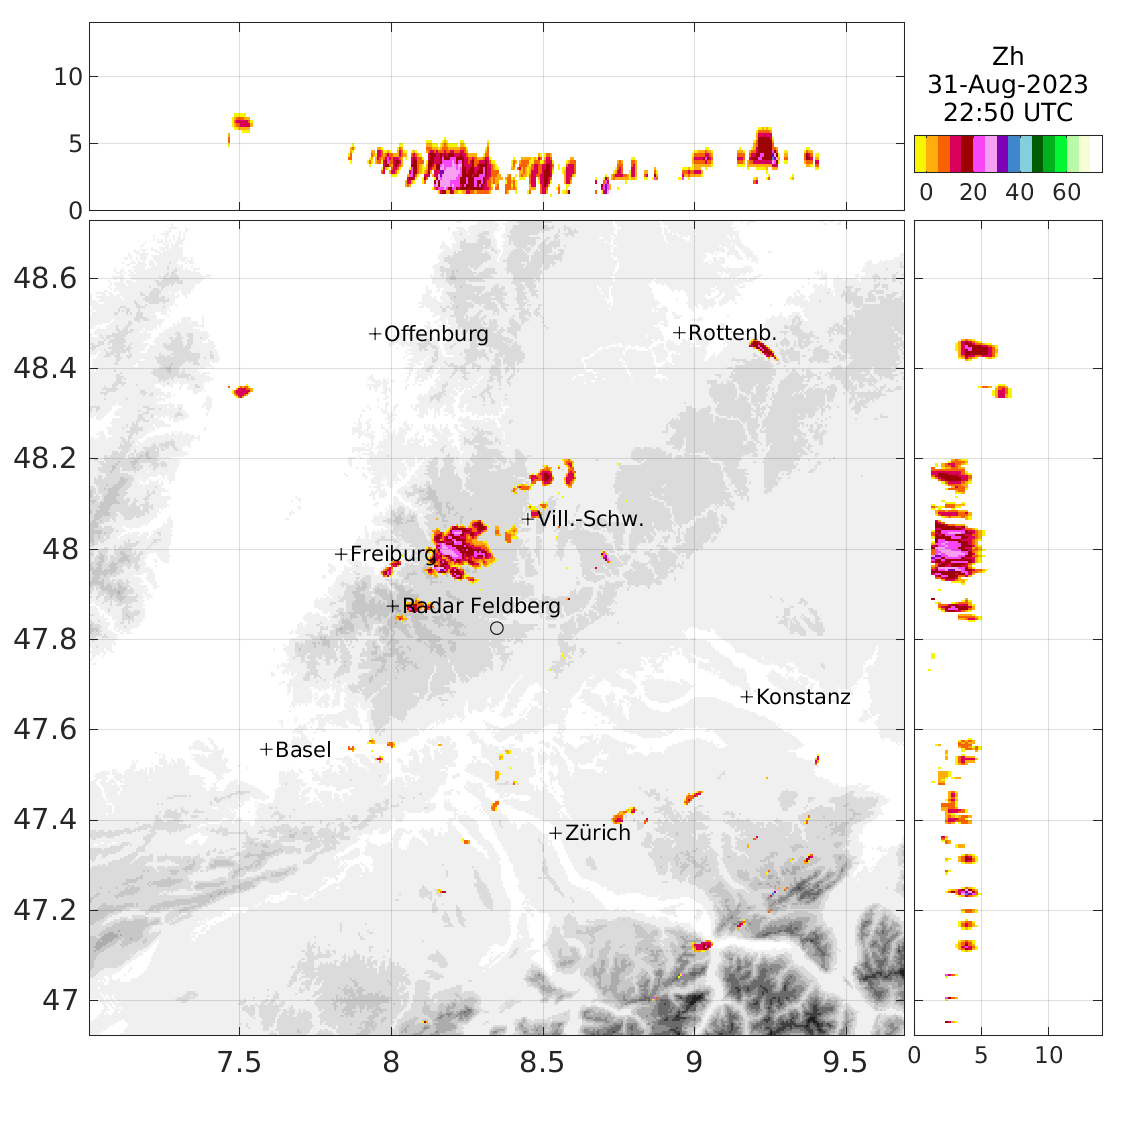 10
5
0
Zh
31-Aug-2023
22:50 UTC
0 20 40 60
48.6
48.4
48.2
48
47.8
47.6
47.4
47.2
47
+Offenburg
+Rottenb.
+Vill.-Schw.
+Freiburg
+Radar Feldberg
+Konstanz
+Basel
+Zürich
7.5 8 8.5 9 9.5
0 5 10